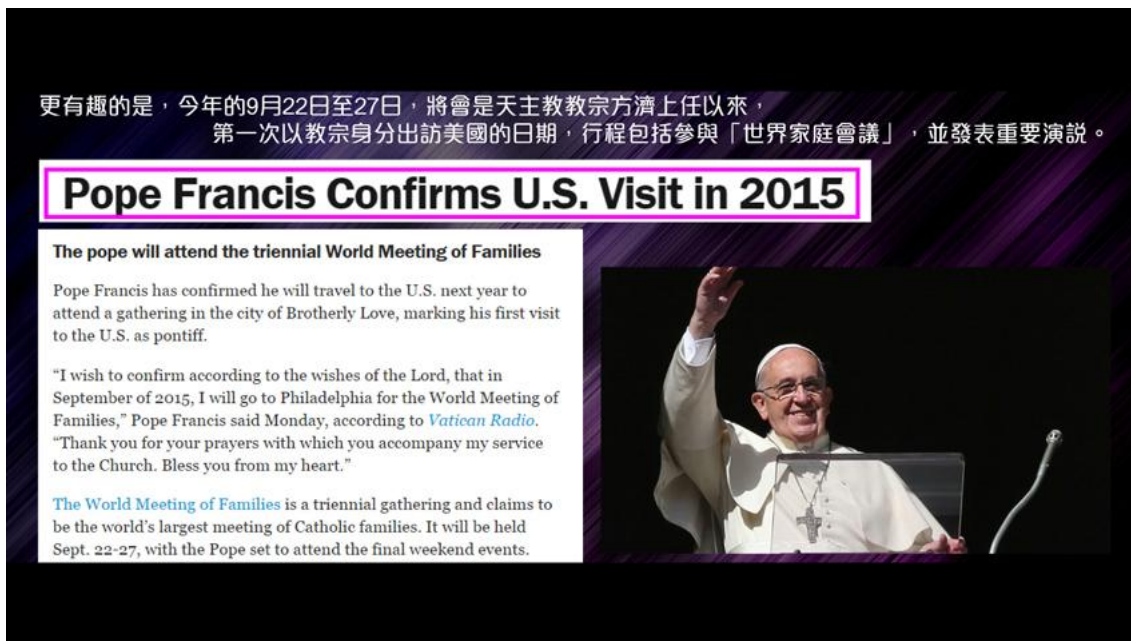 更有趣的是，今年的9月22日至27日，將會是天主教教宗方濟上任以來，
第一次以教宗身分出訪美國的日期，行程包括參與「世界家庭會議」，並發表重要演説。
Pope Francis Confirms U.S. Visit in 2015
The pope will attend the triennial World Meeting of Families
Pope Francis has confirmed he will travel to the U.S. next year to
attend a gathering in the city of Brotherly Love, marking his first visit
to the U.S. as pontiff.
“I wish to confirm according to the wishes of the Lord, that in
September of 2015, I will go to Philadelphia for the World Meeting of
Families,” Pope Francis said Monday, according to Vatican Radio.
“Thank you for your prayers with which you accompany my service
to the Church. Bless you from my heart.”
The World Meeting of Families is a triennial gathering and claims to
be the world’s largest meeting of Catholic families. It will be held
Sept. 22-27, with the Pope set to attend the final weekend events.